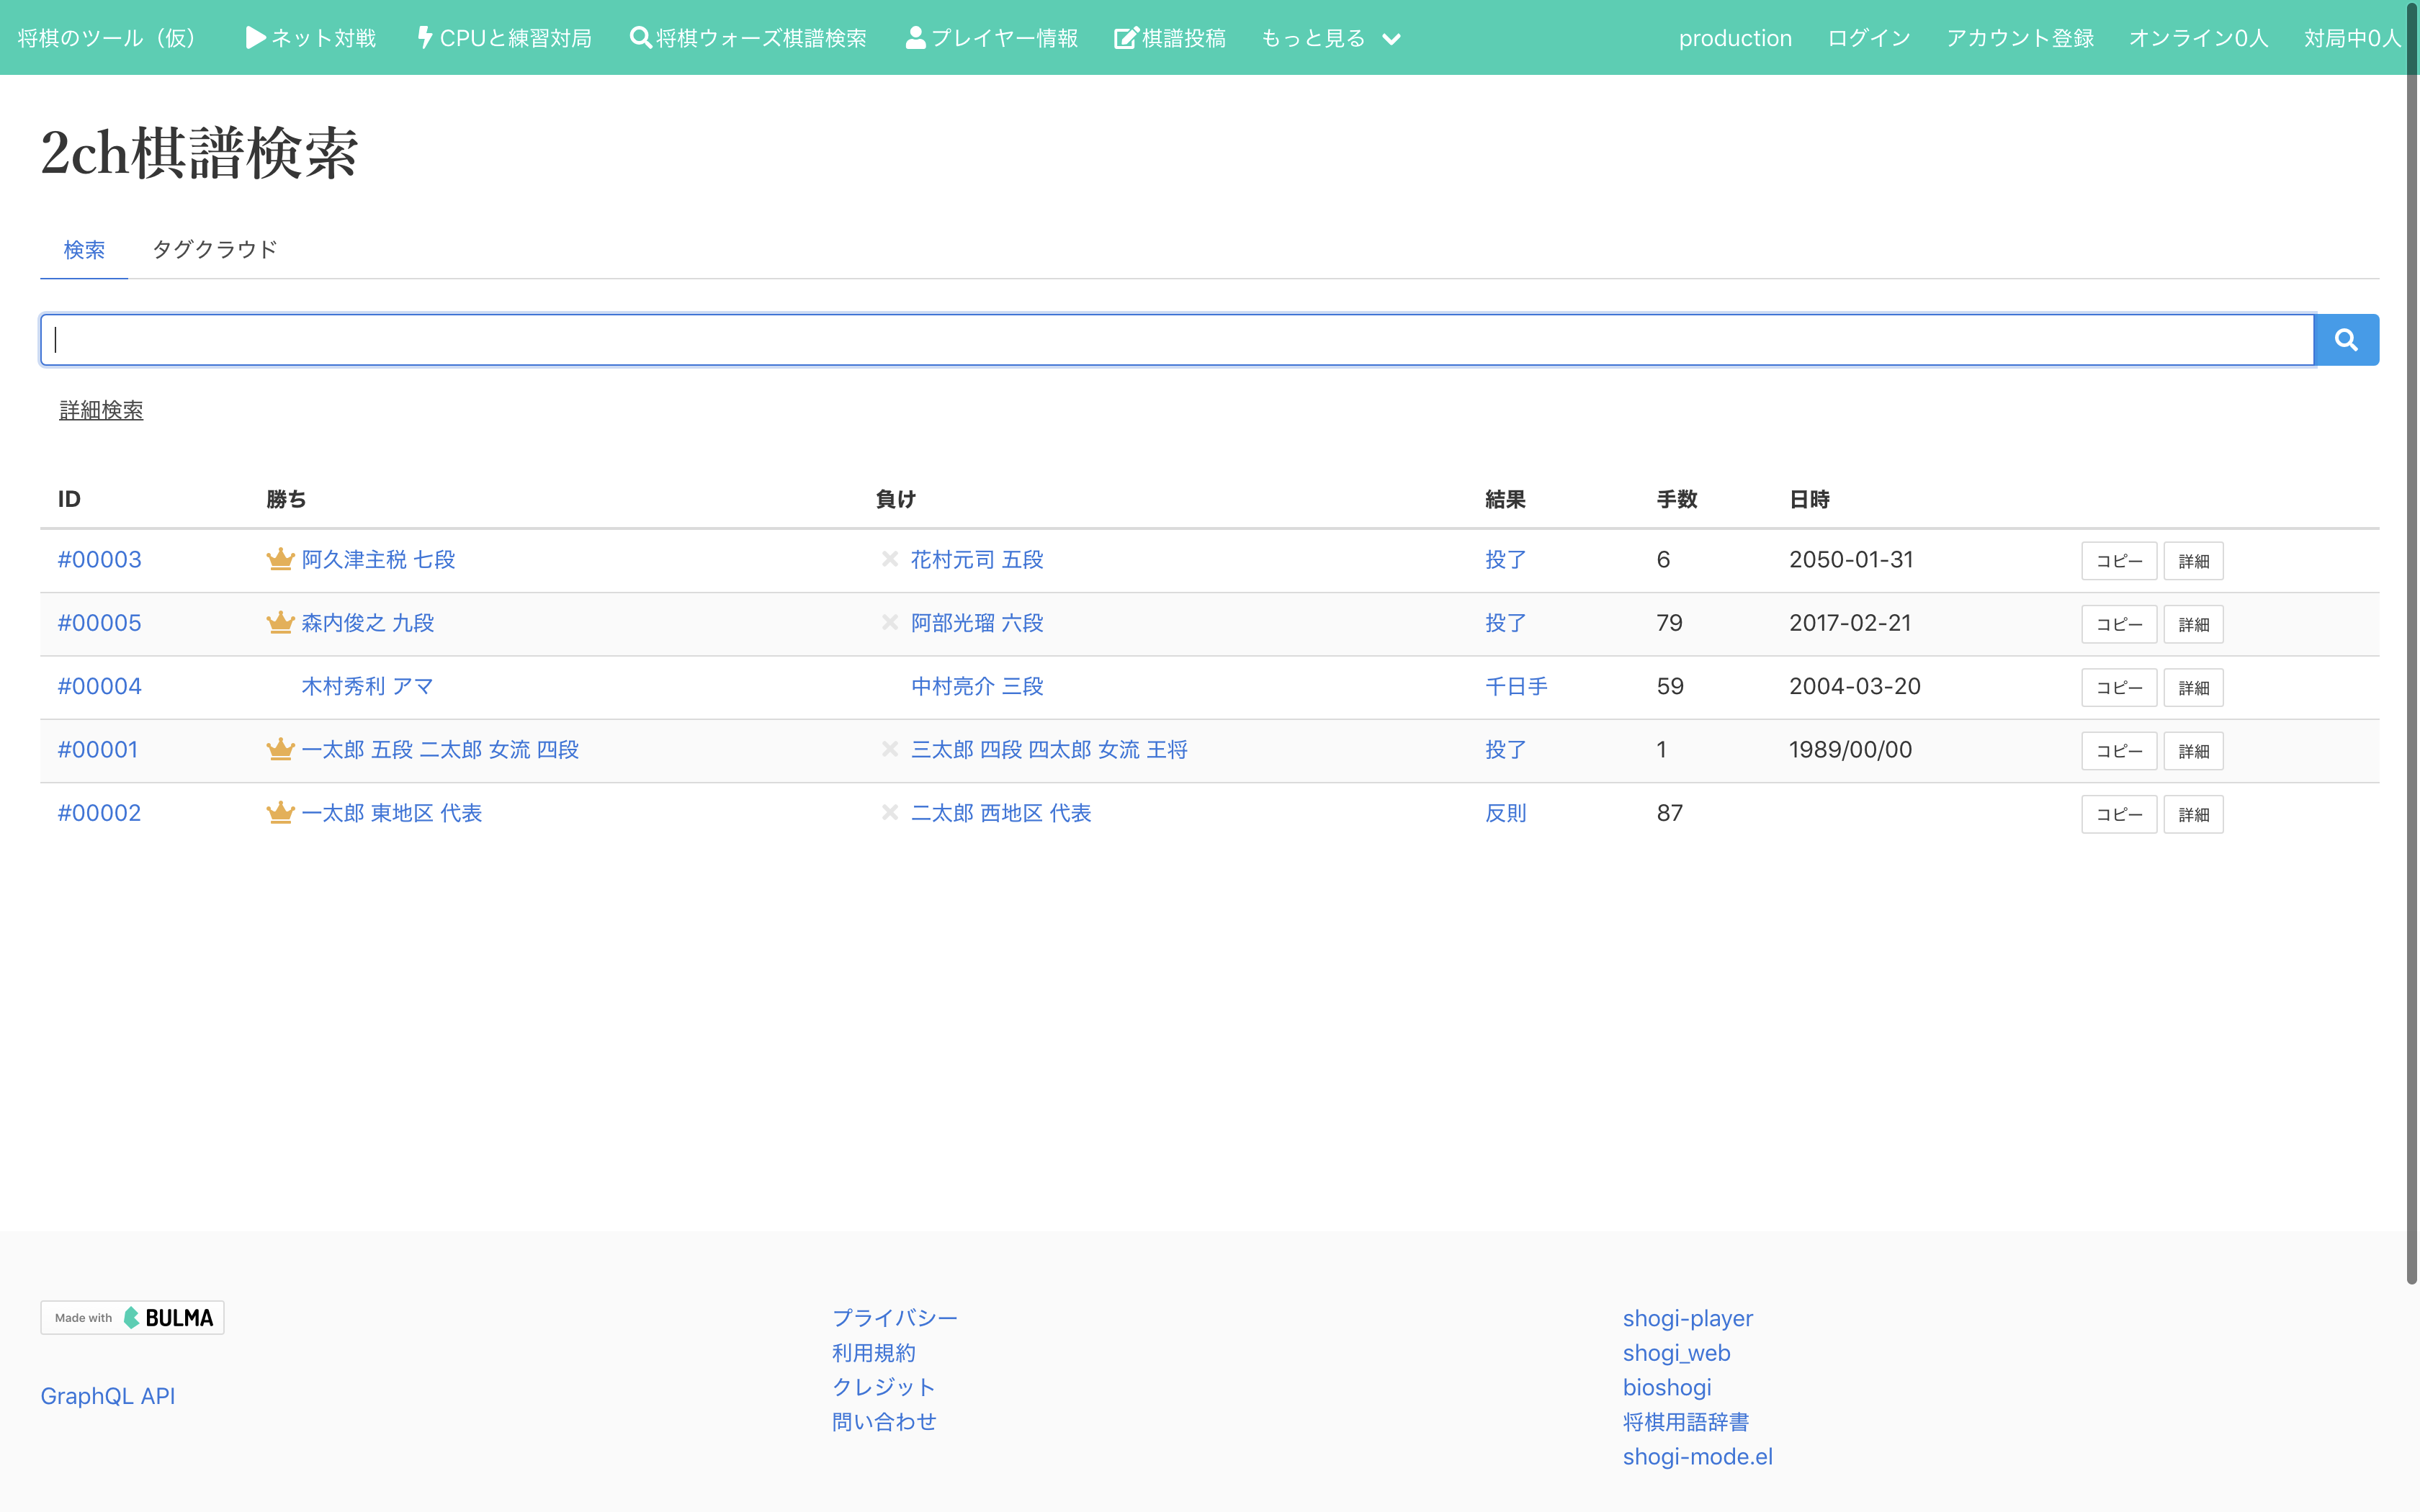 将棋のツール（仮） ネット対戦 CPUと練習対局 将棋ウォーズ棋譜検索 プレイヤー情報 棋譜投稿 もっと見る production ログイン アカウント登録 オンライン0人 対局中0人
2ch棋譜検索
検索 タグクラウド
詳細検索
ID 勝ち 負け 結果 手数 日時
#00003 阿久津主税 七段 花村元司 五段 投了 6 2050-01-31 コピー 詳細
#00005 森内俊之 九段 阿部光瑠 六段 投了 79 2017-02-21 コピー 詳細
#00004 木村秀利 アマ 中村亮介 三段 千日手 59 2004-03-20 コピー 詳細
#00001 一太郎 五段 二太郎 女流 四段 三太郎 四段 四太郎 女流 王将 投了 1 1989/00/00 コピー 詳細
#00002 一太郎 東地区 代表 二太郎 西地区 代表 反則 87 コピー 詳細
Made with BULMA
GraphQL API
プライバシー
利用規約
クレジット
問い合わせ
shogi-player
shogi_web
bioshogi
将棋用語辞書
shogi-mode.el